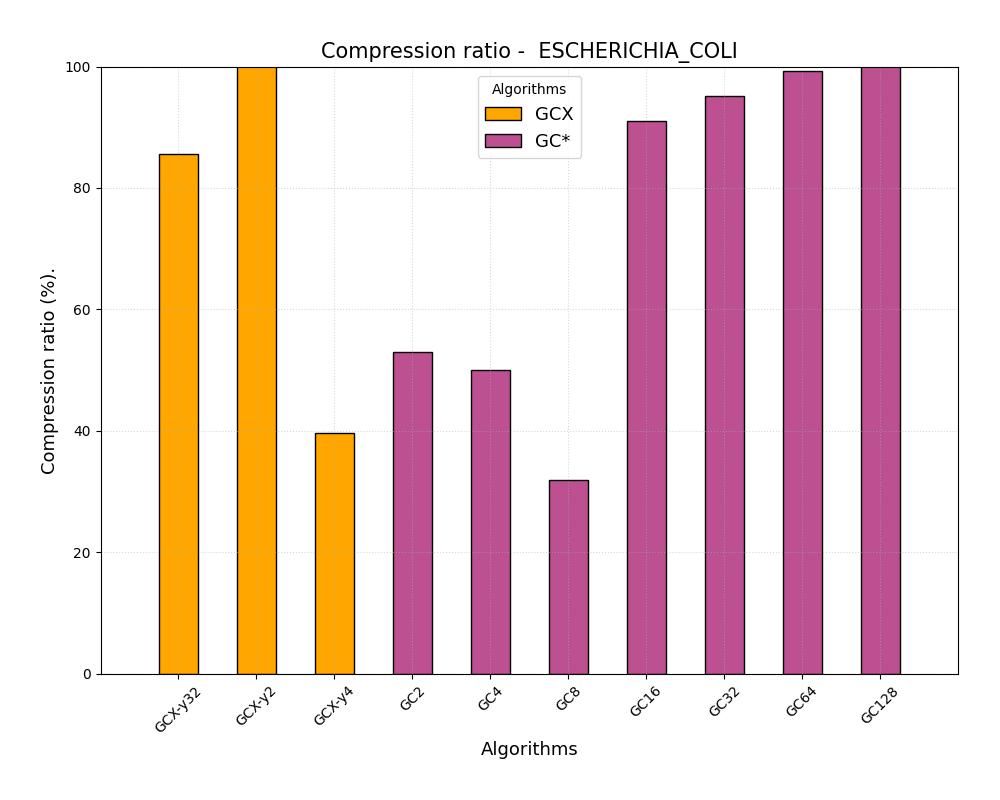 Compression ratio -  ESCHERICHIA_COLI
Algorithms
GCX
GC*
Compression ratio (%).
100
80
60
40
20
0
GCX-y32
GCX-y2
GCX-y4
GC2
GC4
GC8
GC16
GC32
GC64
GC128
Algorithms